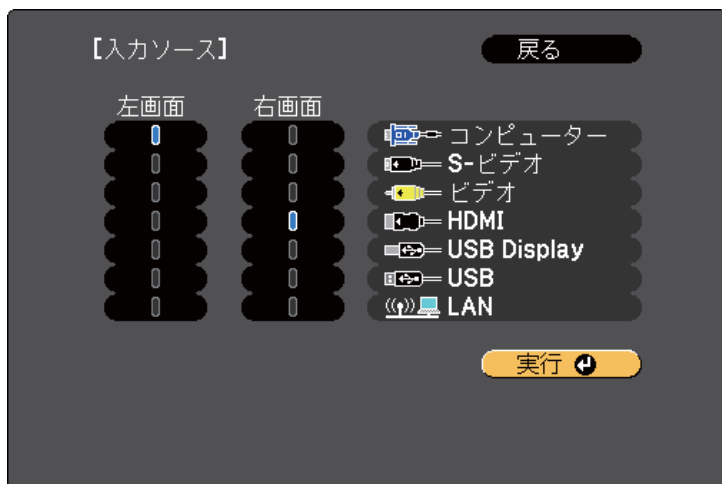 【入力ソース】
戻る
左画面 右画面
コンピューター
S-ビデオ
ビデオ
HDMI
USB Display
USB
LAN
実行